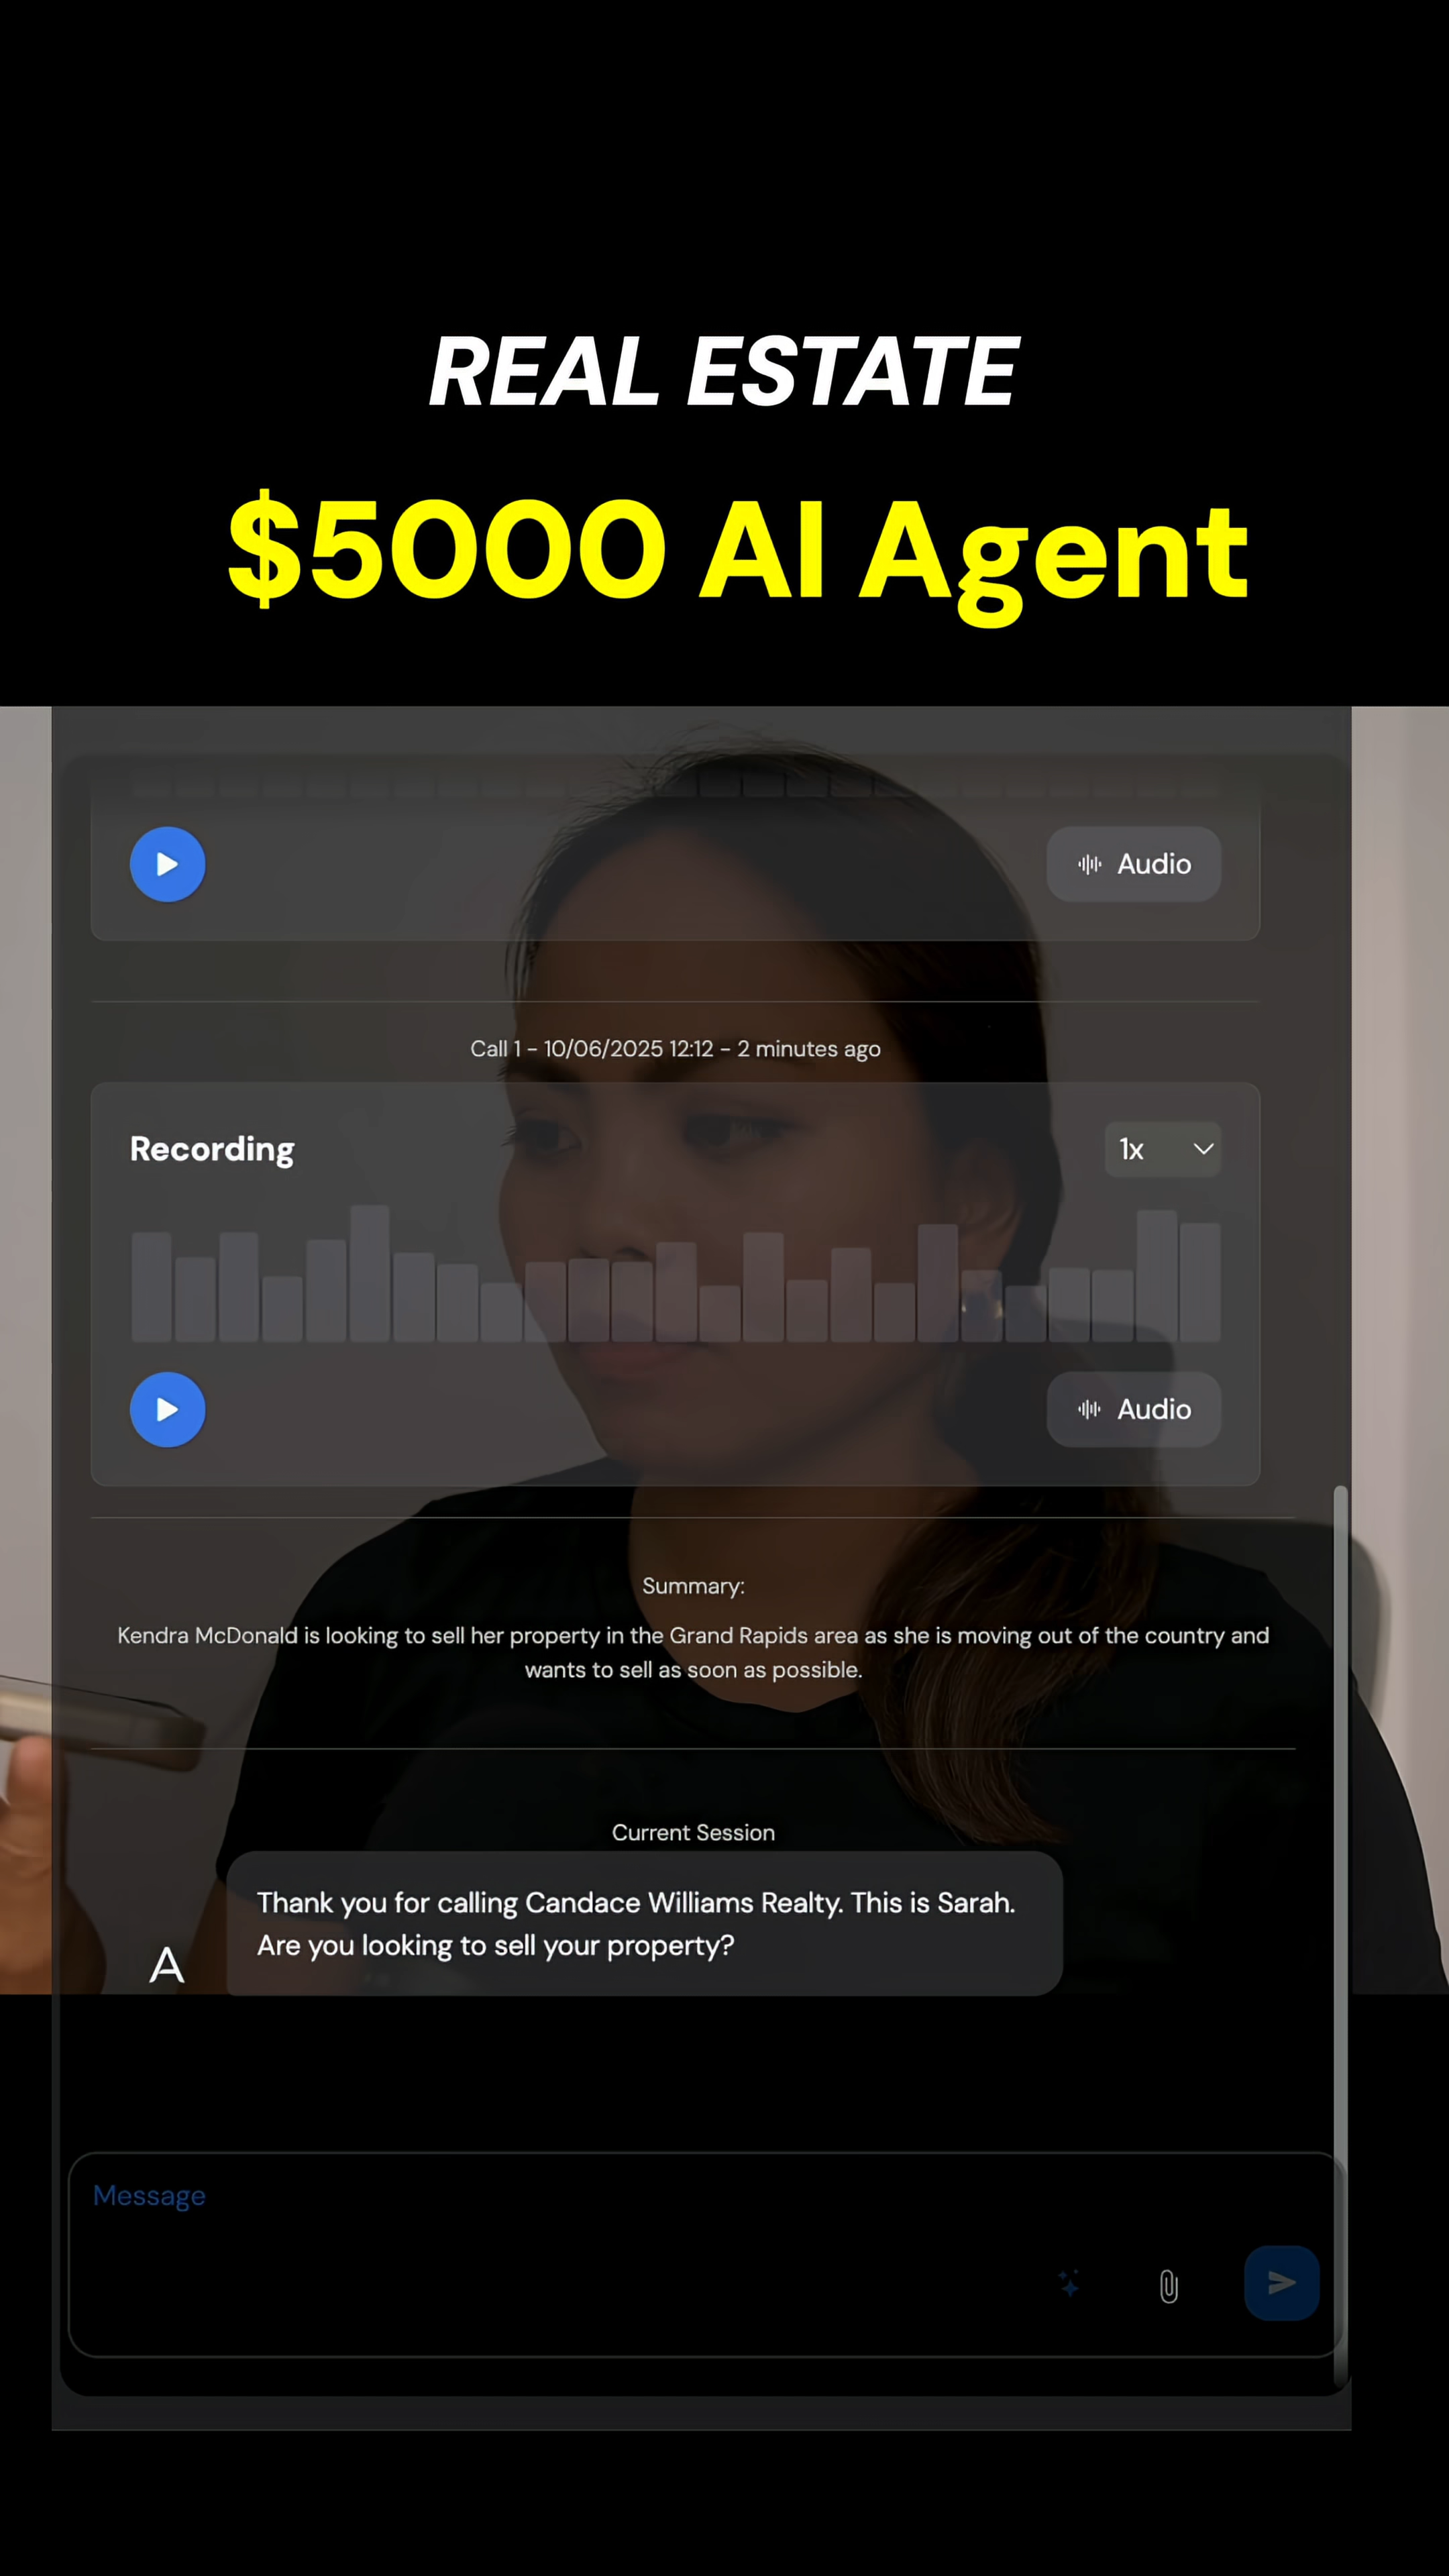 REAL ESTATE
$5000 AI Agent
Audio
Call 1 - 10/06/2025 12:12 - 2 minutes ago
Recording
1x
Audio
Summary:
Kendra McDonald is looking to sell her property in the Grand Rapids area as she is moving out of the country and
wants to sell as soon as possible.
Current Session
Thank you for calling Candace Williams Realty. This is Sarah.
Are you looking to sell your property?
A
Message